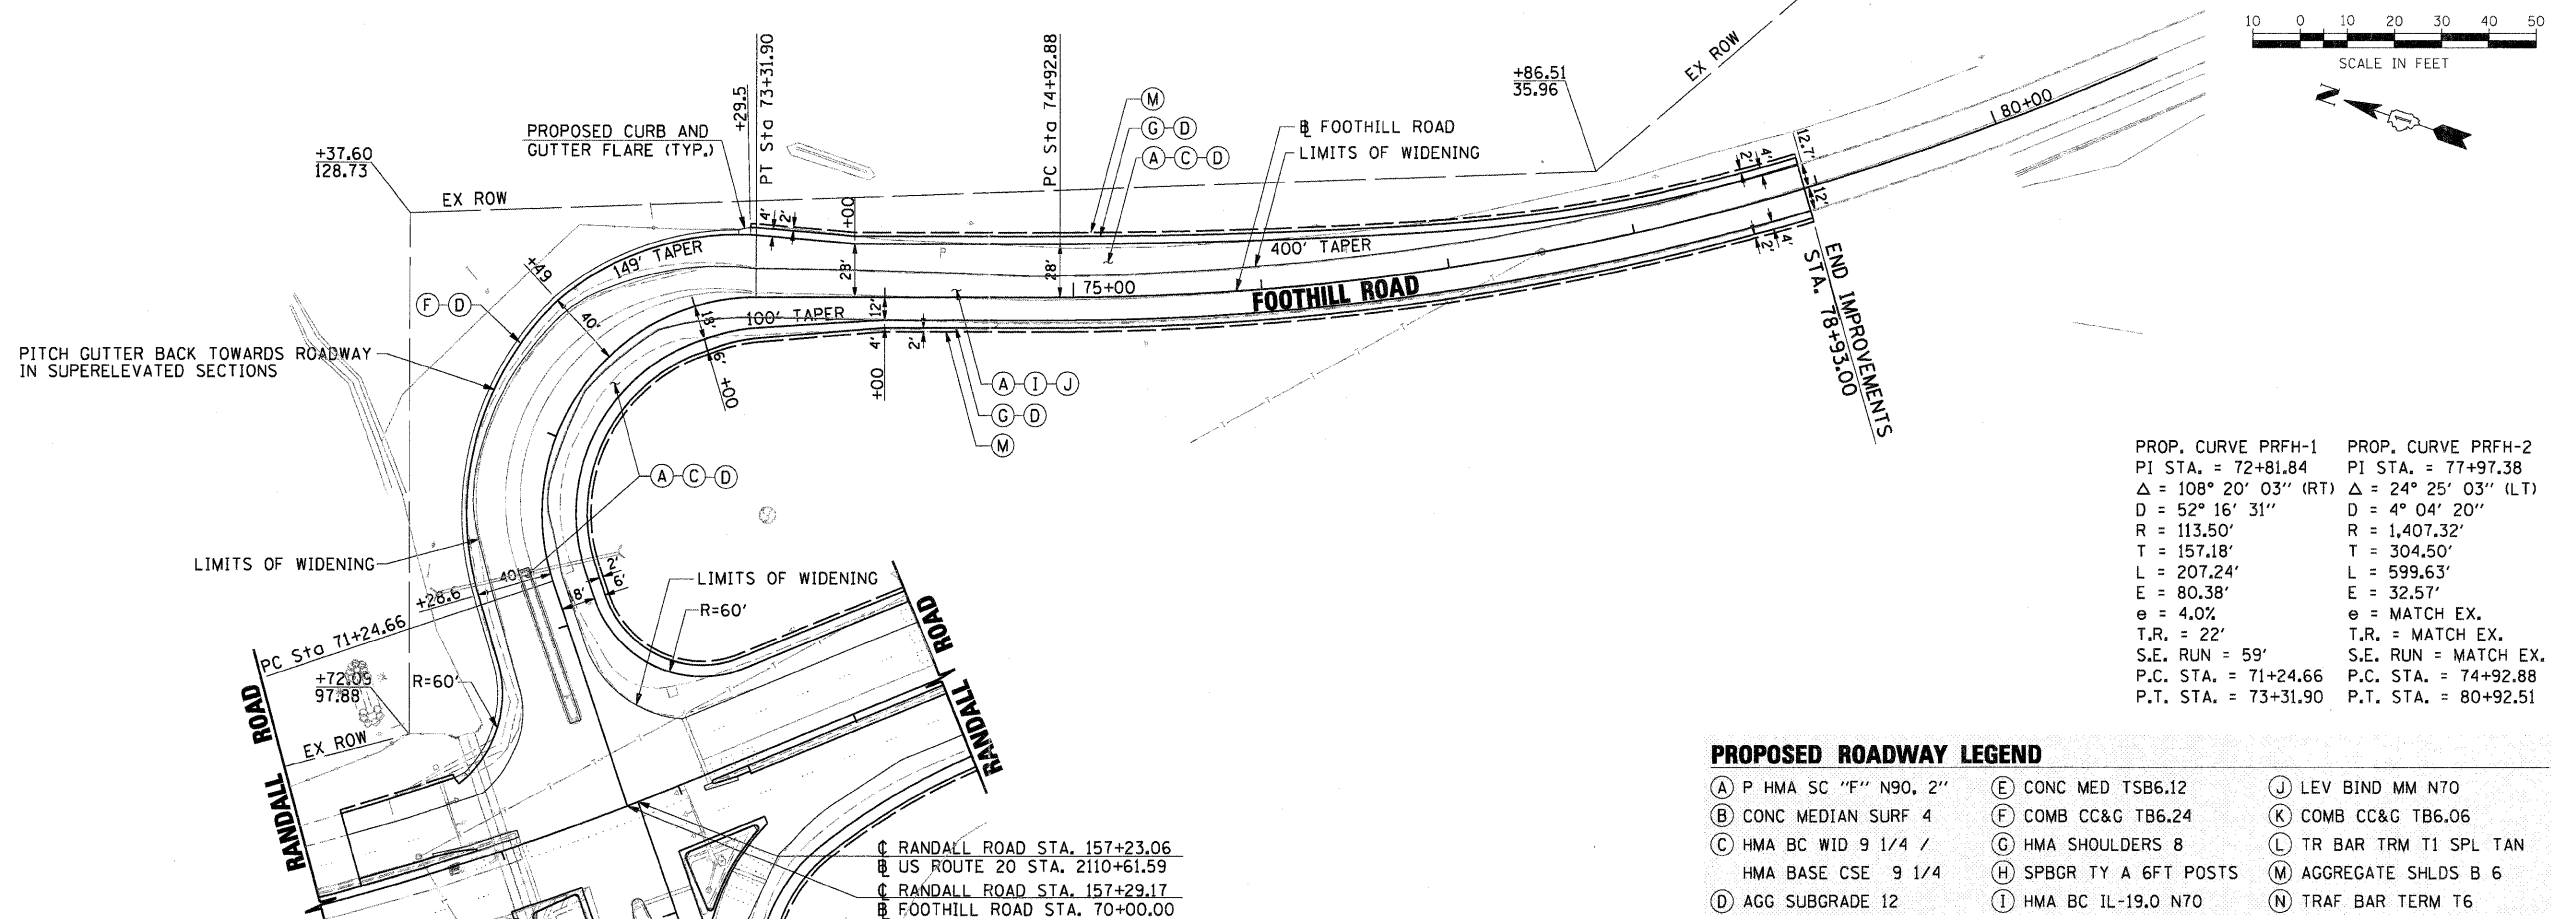 10 0 10 20 30 40 50
SCALE IN FEET
N
+37.60
128.73
EX ROW
PROPOSED CURB AND
GUTTER FLARE (TYP.)
+29.5
PT Sta 73+31.90
PC Sta 74+92.88
M
G-D
A-C-D
℄ FOOTHILL ROAD
LIMITS OF WIDENING
+86.51
35.96
EX ROW
80+00
12.7'
12'
2'
4'
2'
4'
END IMPROVEMENTS
STA. 78+93.00
4'
2'
+00
28'
28'
400' TAPER
75+00
FOOTHILL ROAD
149' TAPER
+49
40'
F-D
18'
100' TAPER
12'
6'
+00
4'
2'
+00
A-I-J
G-D
M
PITCH GUTTER BACK TOWARDS ROADWAY
IN SUPERELEVATED SECTIONS
A-C-D
LIMITS OF WIDENING
40'
2'
6'
18'
LIMITS OF WIDENING
R=60'
+28.6
PC Sta 71+24.66
+72.09
97.88
R=60'
EX ROW
RANDALL ROAD
RANDALL ROAD
℄ RANDALL ROAD STA. 157+23.06
℄ US ROUTE 20 STA. 2110+61.59
℄ RANDALL ROAD STA. 157+29.17
℄ FOOTHILL ROAD STA. 70+00.00
PROP. CURVE PRFH-1
PI STA. = 72+81.84
Δ = 108° 20' 03'' (RT)
D = 52° 16' 31''
R = 113.50'
T = 157.18'
L = 207.24'
E = 80.38'
e = 4.0%
T.R. = 22'
S.E. RUN = 59'
P.C. STA. = 71+24.66
P.T. STA. = 73+31.90
PROP. CURVE PRFH-2
PI STA. = 77+97.38
Δ = 24° 25' 03'' (LT)
D = 4° 04' 20''
R = 1,407.32'
T = 304.50'
L = 599.63'
E = 32.57'
e = MATCH EX.
T.R. = MATCH EX.
S.E. RUN = MATCH EX.
P.C. STA. = 74+92.88
P.T. STA. = 80+92.51
PROPOSED ROADWAY LEGEND
A P HMA SC "F" N90, 2"
B CONC MEDIAN SURF 4
C HMA BC WID 9 1/4 /
HMA BASE CSE 9 1/4
D AGG SUBGRADE 12
E CONC MED TSB6.12
F COMB CC&G TB6.24
G HMA SHOULDERS 8
H SPBGR TY A 6FT POSTS
I HMA BC IL-19.0 N70
J LEV BIND MM N70
K COMB CC&G TB6.06
L TR BAR TRM T1 SPL TAN
M AGGREGATE SHLDS B 6
N TRAF BAR TERM T6